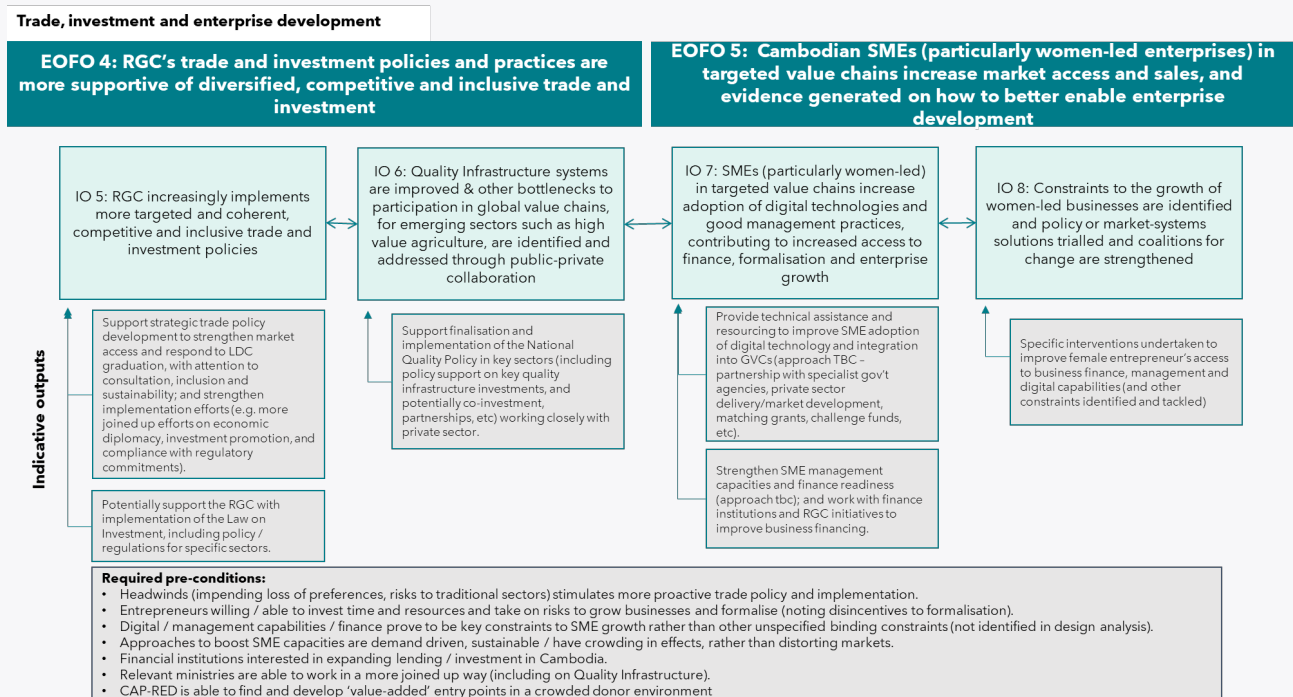 Trade, investment and enterprise development
EOFO 4: RGC's trade and investment policies and practices are
more supportive of diversified, competitive and inclusive trade and
investment
EOFO 5: Cambodian SMEs (particularly women-led enterprises) in
targeted value chains increase market access and sales, and
evidence generated on how to better enable enterprise
development
IO 5: RGC increasingly implements
more targeted and coherent,
competitive and inclusive trade and
investment policies
IO 6: Quality Infrastructure systems
are improved & other bottlenecks to
participation in global value chains,
for emerging sectors such as high
value agriculture, are identified and
addressed through public-private
collaboration
IO 7: SMEs (particularly women-led)
in targeted value chains increase
adoption of digital technologies and
good management practices,
contributing to increased access to
finance, formalisation and enterprise
growth
IO 8: Constraints to the growth of
women-led businesses are identified
and policy or market-systems
solutions trialled and coalitions for
change are strengthened
Indicative outputs
Support strategic trade policy
development to strengthen market
access and respond to LDC
graduation, with attention to
consultation, inclusion and
sustainability; and strengthen
implementation efforts (e.g. more
joined up efforts on economic
diplomacy, investment promotion, and
compliance with regulatory
commitments).
Potentially support the RGC with
implementation of the Law on
Investment, including policy /
regulations for specific sectors.
Support finalisation and
implementation of the National
Quality Policy in key sectors (including
policy support on key quality
infrastructure investments, and
potentially co-investment,
partnerships, etc) working closely with
private sector.
Provide technical assistance and
resourcing to improve SME adoption
of digital technology and integration
into GVCs (approach TBC –
partnership with specialist gov't
agencies, private sector
delivery/market development,
matching grants, challenge funds,
etc).
Strengthen SME management
capacities and finance readiness
(approach tbc); and work with finance
institutions and RGC initiatives to
improve business financing.
Specific interventions undertaken to
improve female entrepreneur's access
to business finance, management and
digital capabilities (and other
constraints identified and tackled)
Required pre-conditions:
• Headwinds (impending loss of preferences, risks to traditional sectors) stimulates more proactive trade policy and implementation.
• Entrepreneurs willing / able to invest time and resources and take on risks to grow businesses and formalise (noting disincentives to formalisation).
• Digital / management capabilities / finance prove to be key constraints to SME growth rather than other unspecified binding constraints (not identified in design analysis).
• Approaches to boost SME capacities are demand driven, sustainable / have crowding in effects, rather than distorting markets.
• Financial institutions interested in expanding lending / investment in Cambodia.
• Relevant ministries are able to work in a more joined up way (including on Quality Infrastructure).
• CAP-RED is able to find and develop 'value-added' entry points in a crowded donor environment